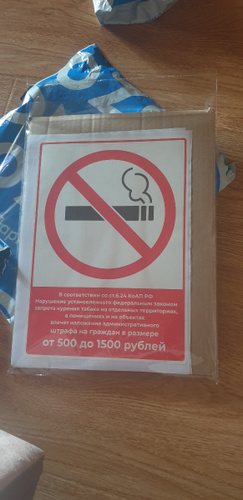 В соответствии со ст.6.24 КоАП РФ
Нарушение установленного федеральным законом
запрета курения табака на отдельных территориях,
в помещениях и на объектах
влечет наложение административного
штрафа на граждан в размере
от 500 до 1500 рублей